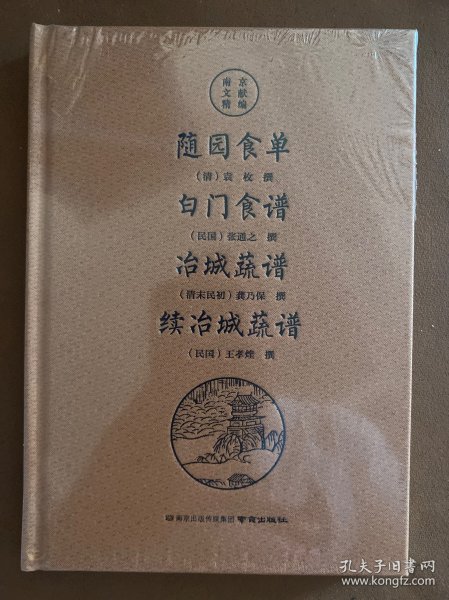 南京
文献
精编
随园食单
（清）袁 枚 撰
白门食谱
（民国）张通之 撰
冶城蔬谱
（清末民初）龚乃保 撰
续冶城蔬谱
（民国）王孝煃 撰
南京出版传媒集团 南京出版社
孔夫子旧书网
www.kongfz.com